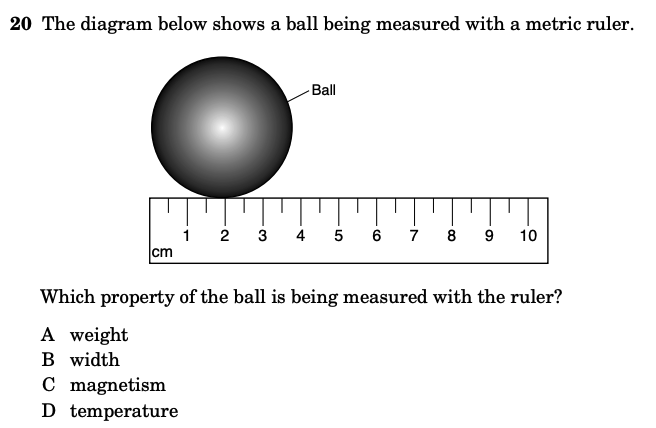 20 The diagram below shows a ball being measured with a metric ruler.
Ball
1 2 3 4 5 6 7 8 9 10
cm
Which property of the ball is being measured with the ruler?
A weight
B width
C magnetism
D temperature